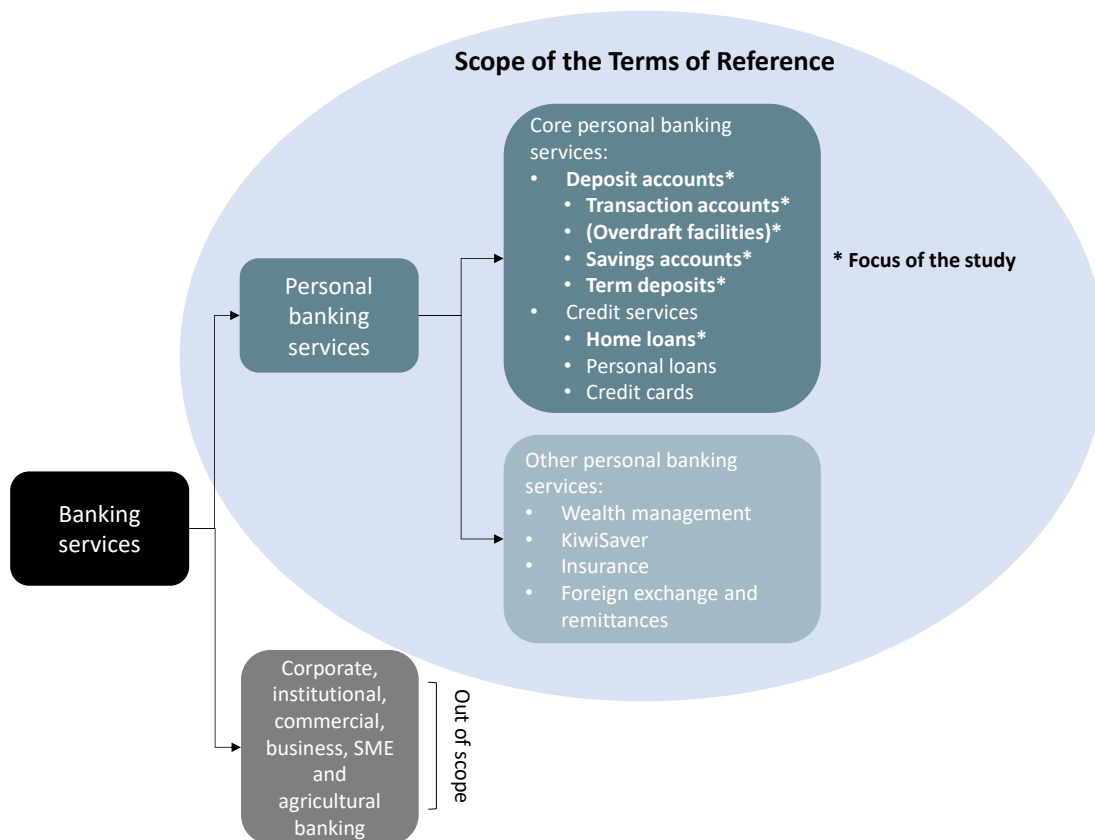 Scope of the Terms of Reference
Core personal banking
services:
• Deposit accounts*
• Transaction accounts*
• (Overdraft facilities)*
• Savings accounts*
• Term deposits*
• Credit services
• Home loans*
• Personal loans
• Credit cards
* Focus of the study
Personal
banking
services
Other personal banking
services:
• Wealth management
• KiwiSaver
• Insurance
• Foreign exchange and
remittances
Banking
services
Corporate,
institutional,
commercial,
business, SME
and
agricultural
banking
Out of scope